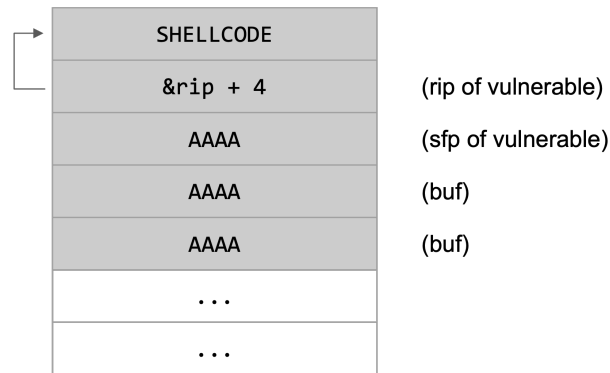 SHELLCODE
&rip + 4 (rip of vulnerable)
AAAA (sfp of vulnerable)
AAAA (buf)
AAAA (buf)
...
...